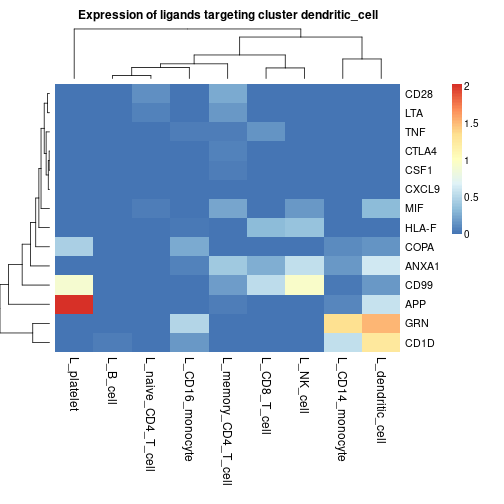 Expression of ligands targeting cluster dendritic_cell
CD28
LTA
TNF
CTLA4
CSF1
CXCL9
MIF
HLA-F
COPA
ANXA1
CD99
APP
GRN
CD1D
2
1.5
1
0.5
0
L_platelet
L_B_cell
L_naive_CD4_T_cell
L_CD16_monocyte
L_memory_CD4_T_cell
L_CD8_T_cell
L_NK_cell
L_CD14_monocyte
L_dendritic_cell